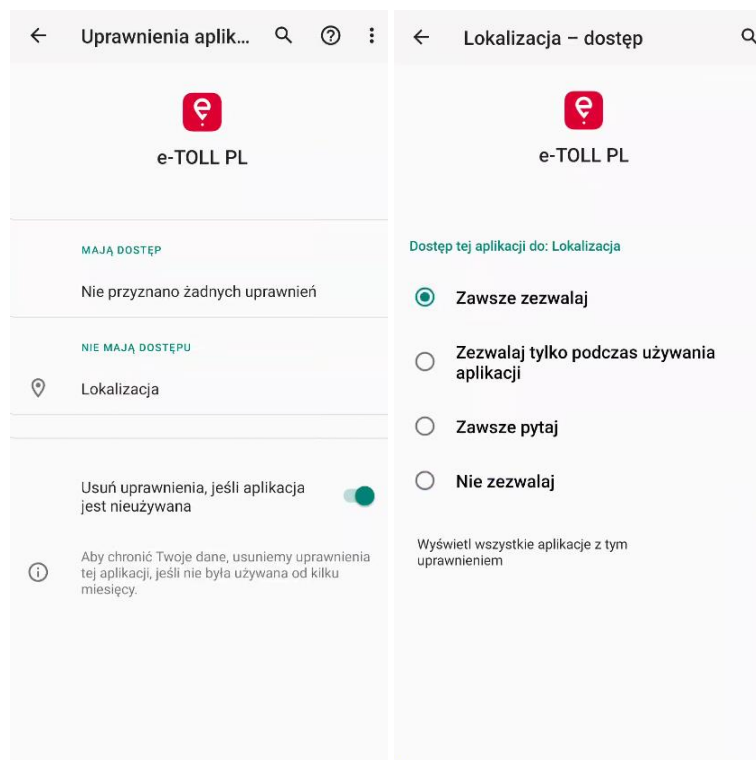 Uprawnienia aplik...
e-TOLL PL
MAJĄ DOSTĘP
Nie przyznano żadnych uprawnień
NIE MAJĄ DOSTĘPU
Lokalizacja
Usuń uprawnienia, jeśli aplikacja
jest nieużywana
Aby chronić Twoje dane, usuniemy uprawnienia
tej aplikacji, jeśli nie była używana od kilku
miesięcy.
Lokalizacja – dostęp
e-TOLL PL
Dostęp tej aplikacji do: Lokalizacja
Zawsze zezwalaj
Zezwalaj tylko podczas używania
aplikacji
Zawsze pytaj
Nie zezwalaj
Wyświetl wszystkie aplikacje z tym
uprawnieniem